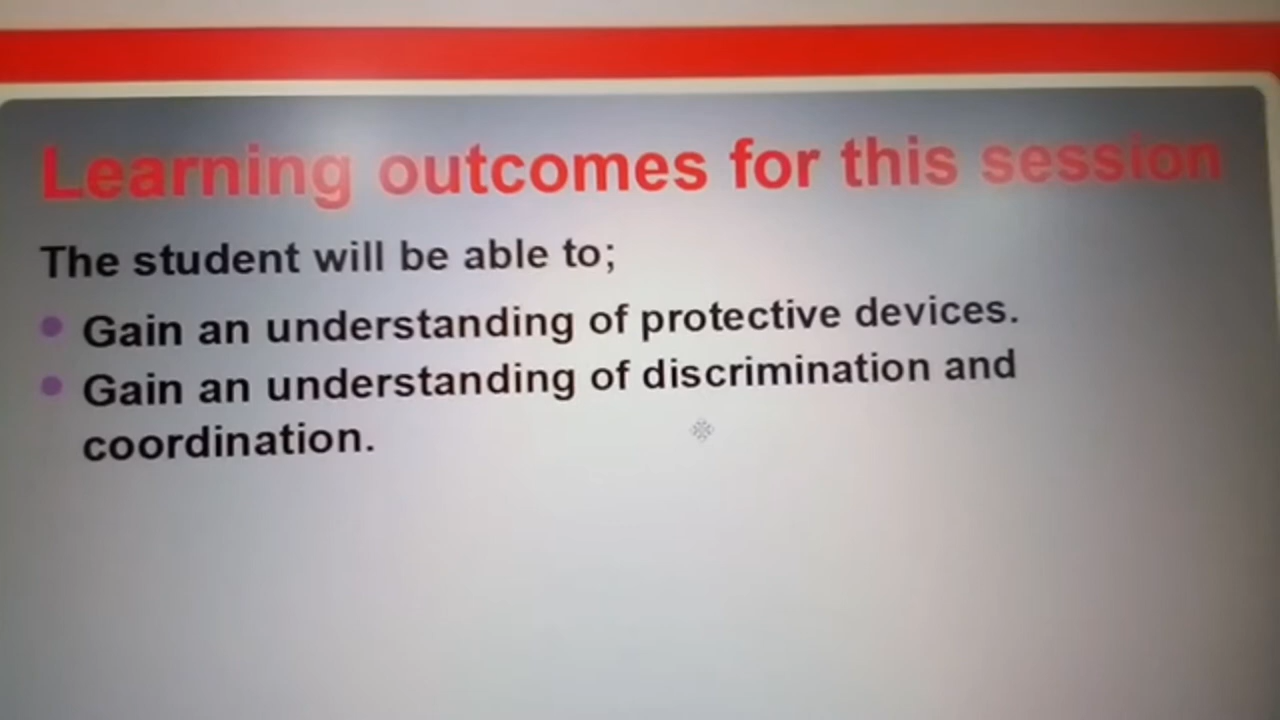 Learning outcomes for this session
The student will be able to;
Gain an understanding of protective devices.
Gain an understanding of discrimination and
coordination.